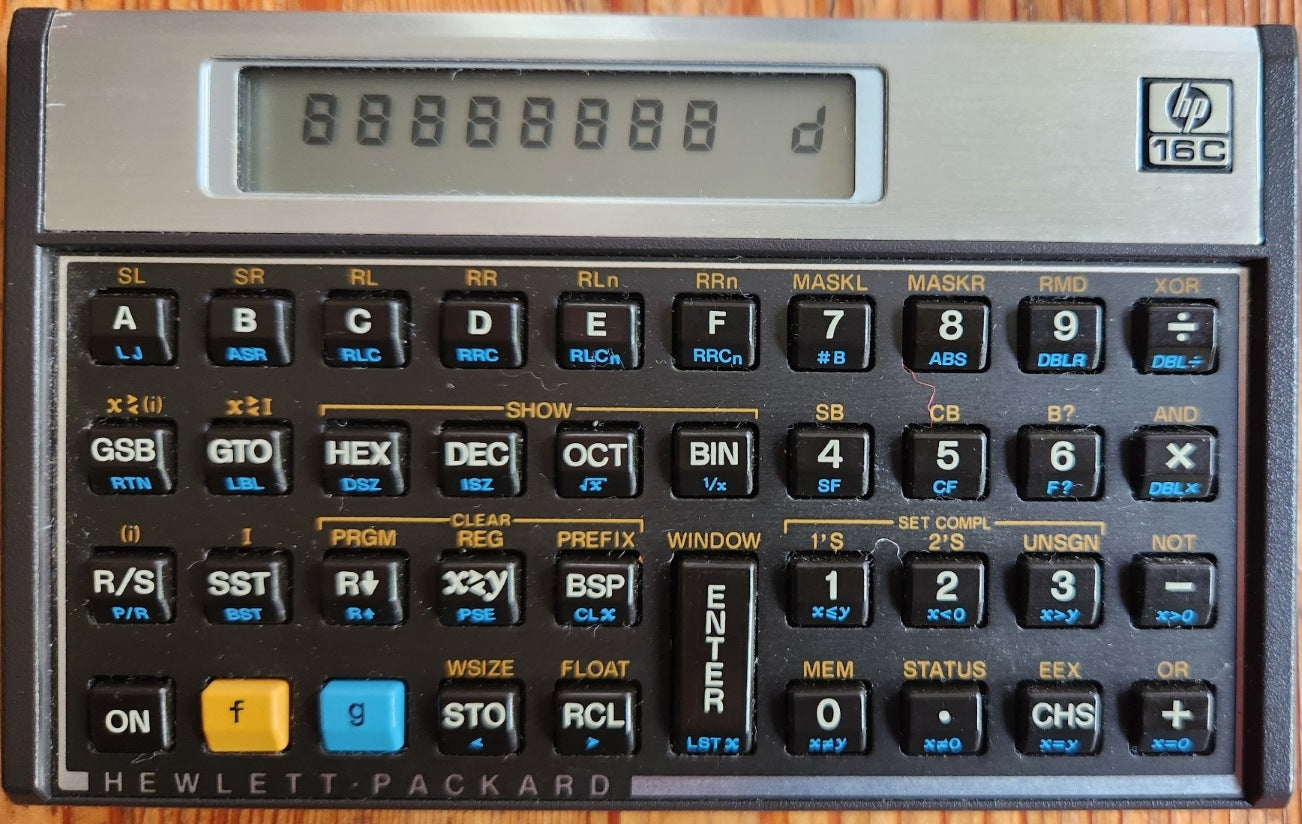 88888888 d
hp
16C
SL SR RL RR RLn RRn MASKL MASKR RMD XOR
A B C D E F 7 8 9 ÷
LJ ASR RLC RRC RLCn RRCn #B ABS DBLR DBL÷
x≷(i) x≷I SHOW SB CB B? AND
GSB GTO HEX DEC OCT BIN 4 5 6 ×
RTN LBL DSZ ISZ √x 1/x SF CF F? DBL×
CLEAR SET COMPL
(i) I PRGM REG PREFIX WINDOW 1'S 2'S UNSGN NOT
R/S SST R↓ x≷y BSP ENTER 1 2 3 −
P/R BST R↑ PSE CLx x≤y x<0 x>y x>0
WSIZE FLOAT MEM STATUS EEX OR
ON f g STO RCL 0 . CHS +
< > LST x x≠y x≠0 x=y x=0
HEWLETT·PACKARD